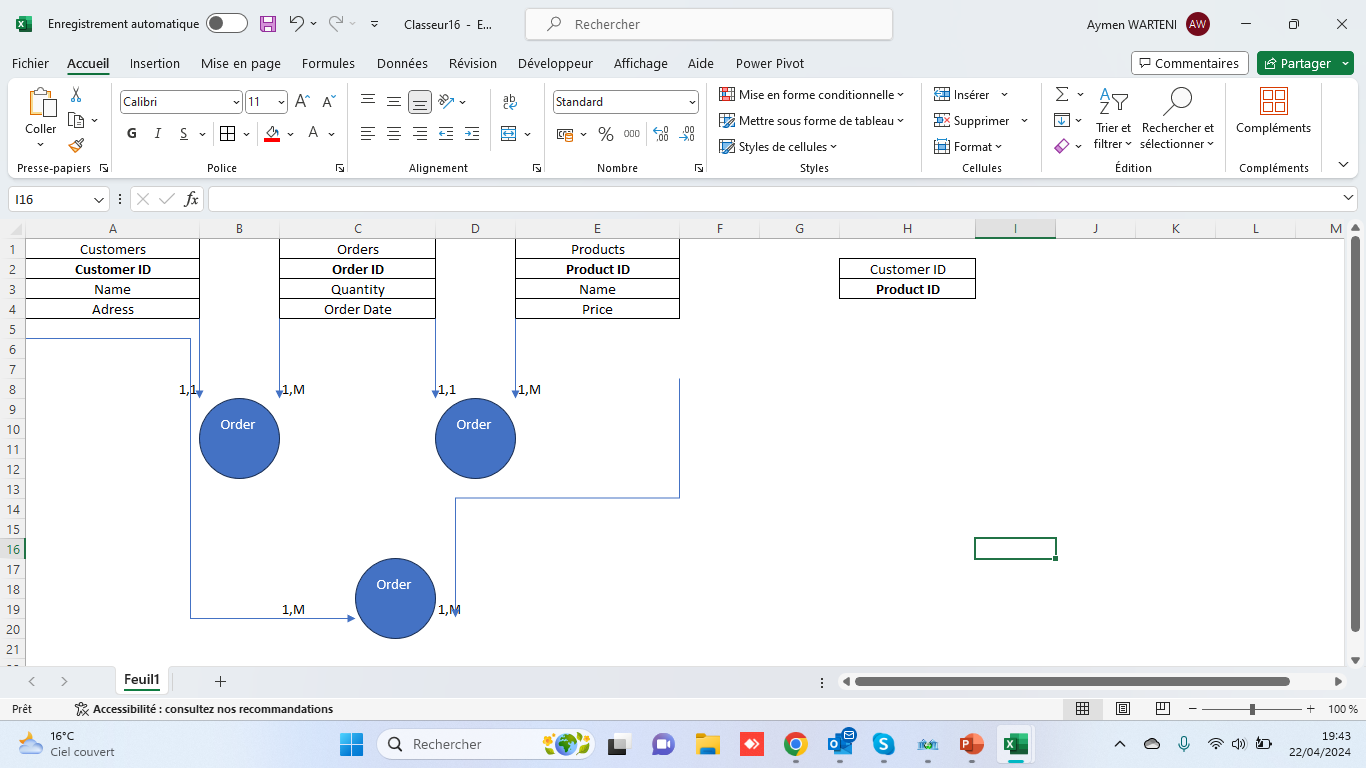 Enregistrement automatique
Classeur16 - E...
Rechercher
Aymen WARTENI
AW
Fichier Accueil Insertion Mise en page Formules Données Révision Développeur Affichage Aide Power Pivot
Commentaires
Partager
Coller
Presse-papiers
Calibri
11
G I S
Police
ab
Alignement
Standard
% 000
Nombre
Mise en forme conditionnelle
Mettre sous forme de tableau
Styles de cellules
Styles
Insérer
Supprimer
Format
Cellules
Trier et
filtrer
Rechercher et
sélectionner
Édition
Compléments
Compléments
I16
fx
A B C D E F G H I J K L M
1 Customers Orders Products
2 Customer ID Order ID Product ID Customer ID
3 Name Quantity Name Product ID
4 Adress Order Date Price
5
6
7
8 1,1 1,M 1,1 1,M
9
10 Order Order
11
12
13
14
15
16
17
18 Order
19 1,M 1,M
20
21
Feuil1
Prêt
Accessibilité : consultez nos recommandations
100 %
16°C
Ciel couvert
Rechercher
19:43
22/04/2024